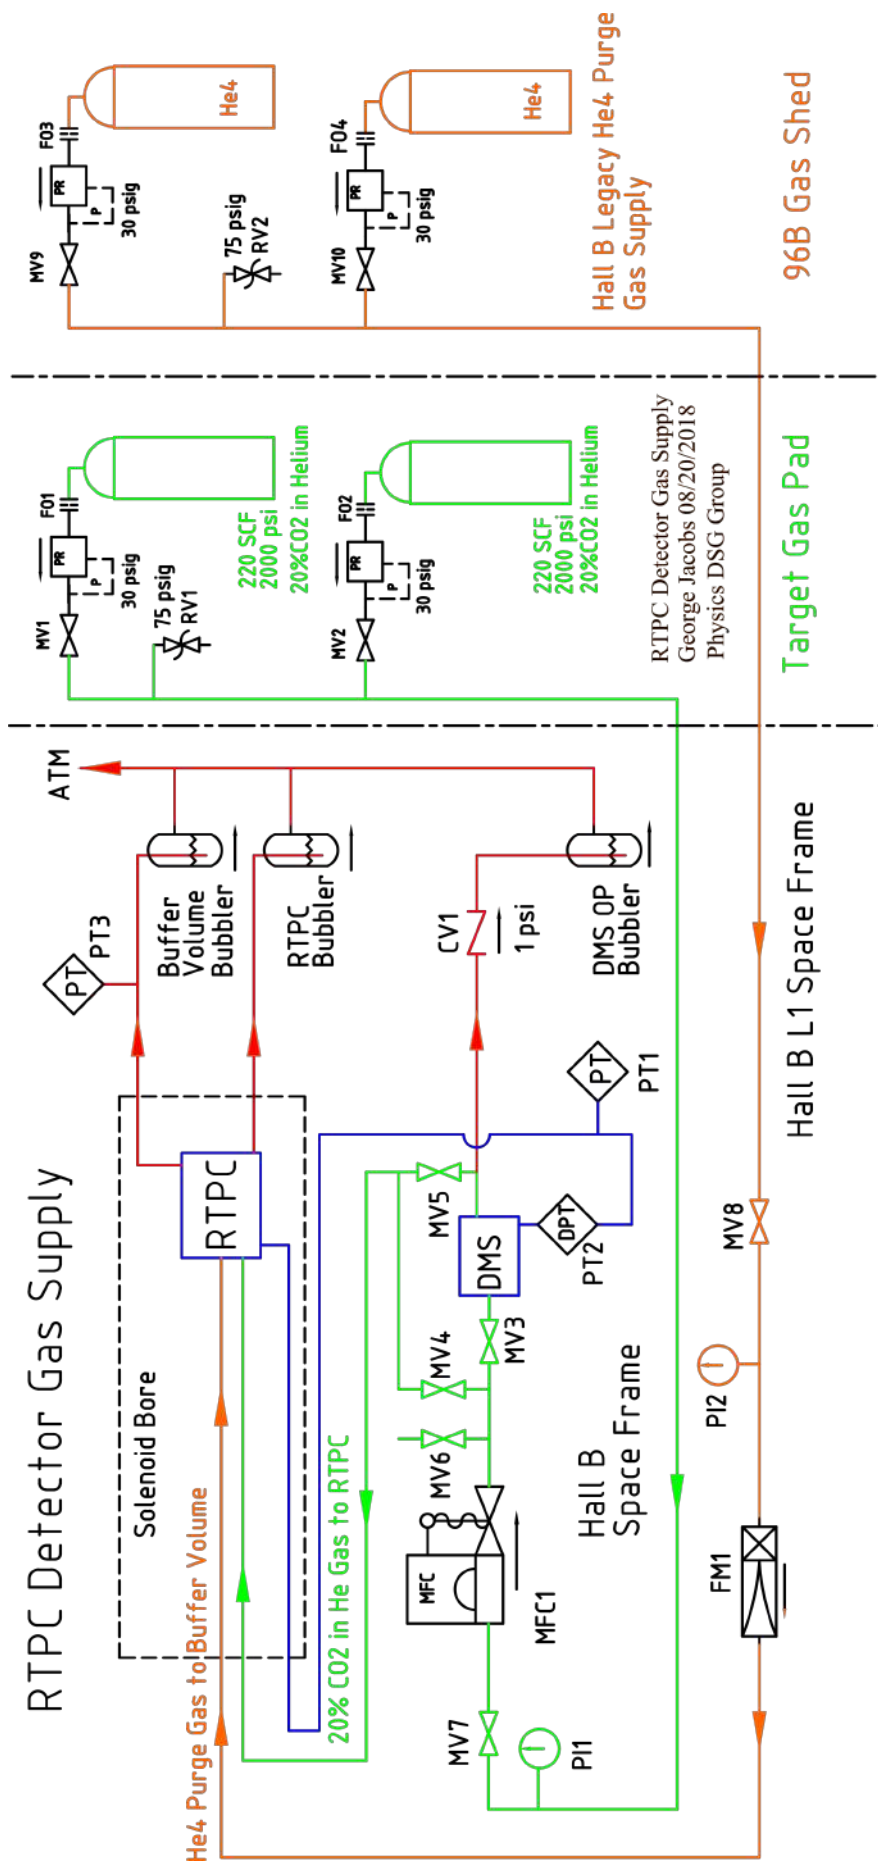 RTPC Detector Gas Supply
Solenoid Bore
He4 Purge Gas to Buffer Volume
20% CO2 in He Gas to RTPC
RTPC
PT
PT3
ATM
Buffer
Volume
Bubbler
RTPC
Bubbler
CV1
1 psi
DMS OP
Bubbler
PT
PT1
DPT
PT2
DMS
MV5
MV4
MV3
MV6
MFC
MFC1
MV7
PI1
Hall B
Space Frame
FM1
PI2
MV8
Hall B L1 Space Frame
MV1
PR
P
30 psig
FO1
75 psig
RV1
220 SCF
2000 psi
20%CO2 in Helium
MV2
PR
P
30 psig
FO2
220 SCF
2000 psi
20%CO2 in Helium
RTPC Detector Gas Supply
George Jacobs 08/20/2018
Physics DSG Group
Target Gas Pad
MV9
PR
P
30 psig
FO3
He4
75 psig
RV2
MV10
PR
P
30 psig
FO4
He4
Hall B Legacy He4 Purge
Gas Supply
96B Gas Shed